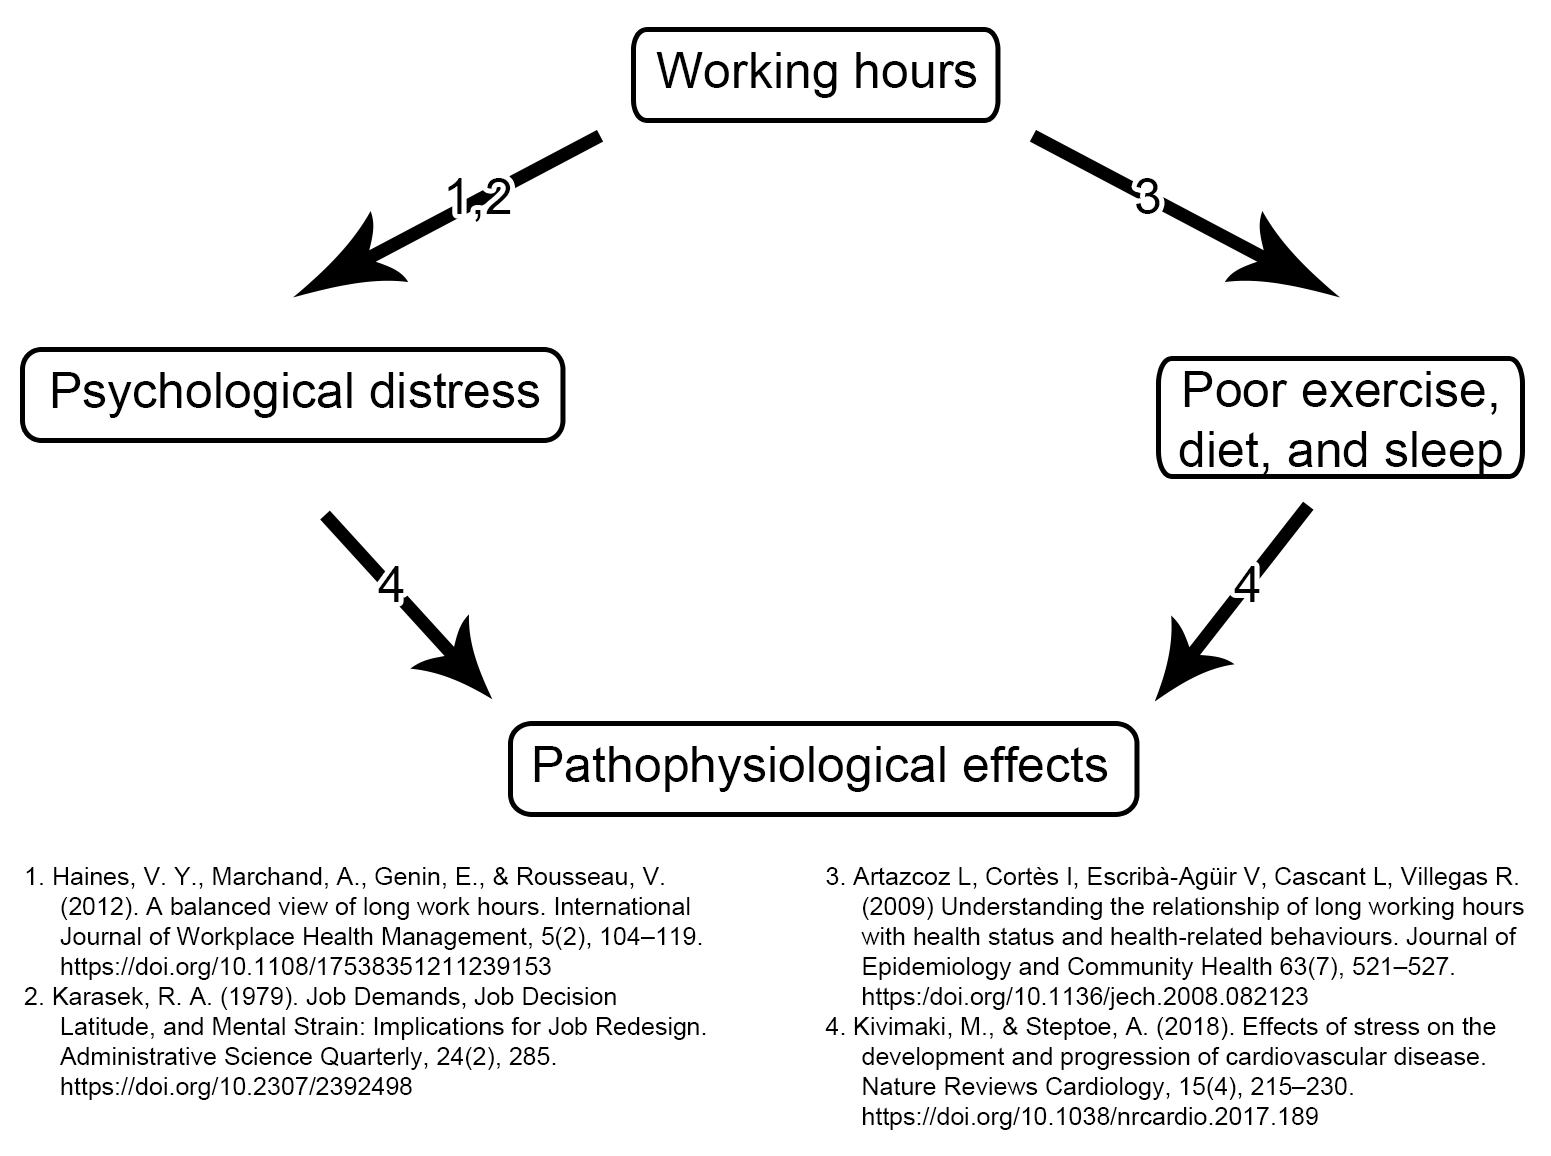 Working hours
1,2
3
Psychological distress
Poor exercise,
diet, and sleep
4
4
Pathophysiological effects
1. Haines, V. Y., Marchand, A., Genin, E., & Rousseau, V.
(2012). A balanced view of long work hours. International
Journal of Workplace Health Management, 5(2), 104–119.
https://doi.org/10.1108/17538351211239153
2. Karasek, R. A. (1979). Job Demands, Job Decision
Latitude, and Mental Strain: Implications for Job Redesign.
Administrative Science Quarterly, 24(2), 285.
https://doi.org/10.2307/2392498
3. Artazcoz L, Cortès I, Escribà-Agüir V, Cascant L, Villegas R.
(2009) Understanding the relationship of long working hours
with health status and health-related behaviours. Journal of
Epidemiology and Community Health 63(7), 521–527.
https:/doi.org/10.1136/jech.2008.082123
4. Kivimaki, M., & Steptoe, A. (2018). Effects of stress on the
development and progression of cardiovascular disease.
Nature Reviews Cardiology, 15(4), 215–230.
https://doi.org/10.1038/nrcardio.2017.189